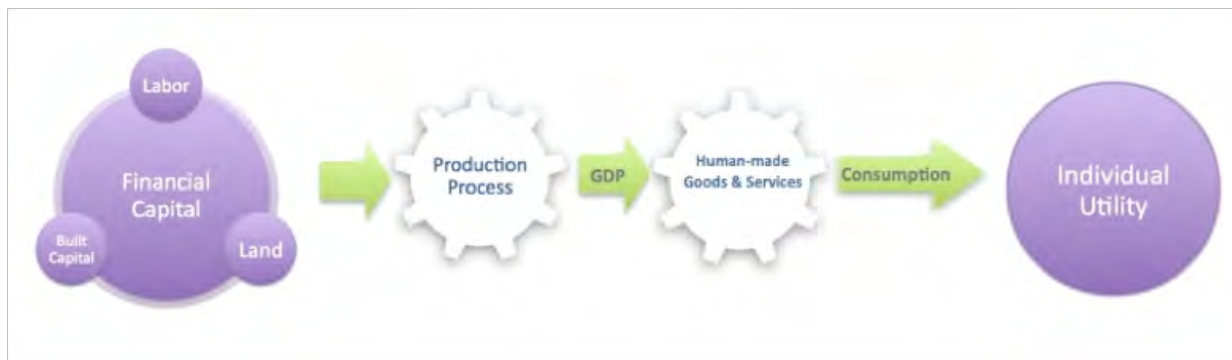 Labor
Financial
Capital
Built
Capital
Land
Production
Process
GDP
Human-made
Goods & Services
Consumption
Individual
Utility